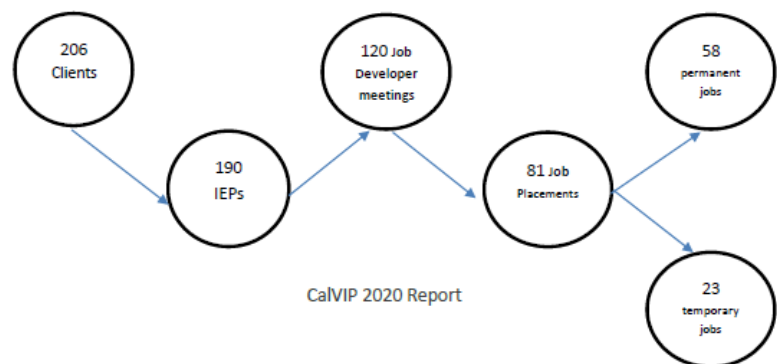 206
Clients
190
IEPs
120 Job
Developer
meetings
81 Job
Placements
58
permanent
jobs
23
temporary
jobs
CalVIP 2020 Report